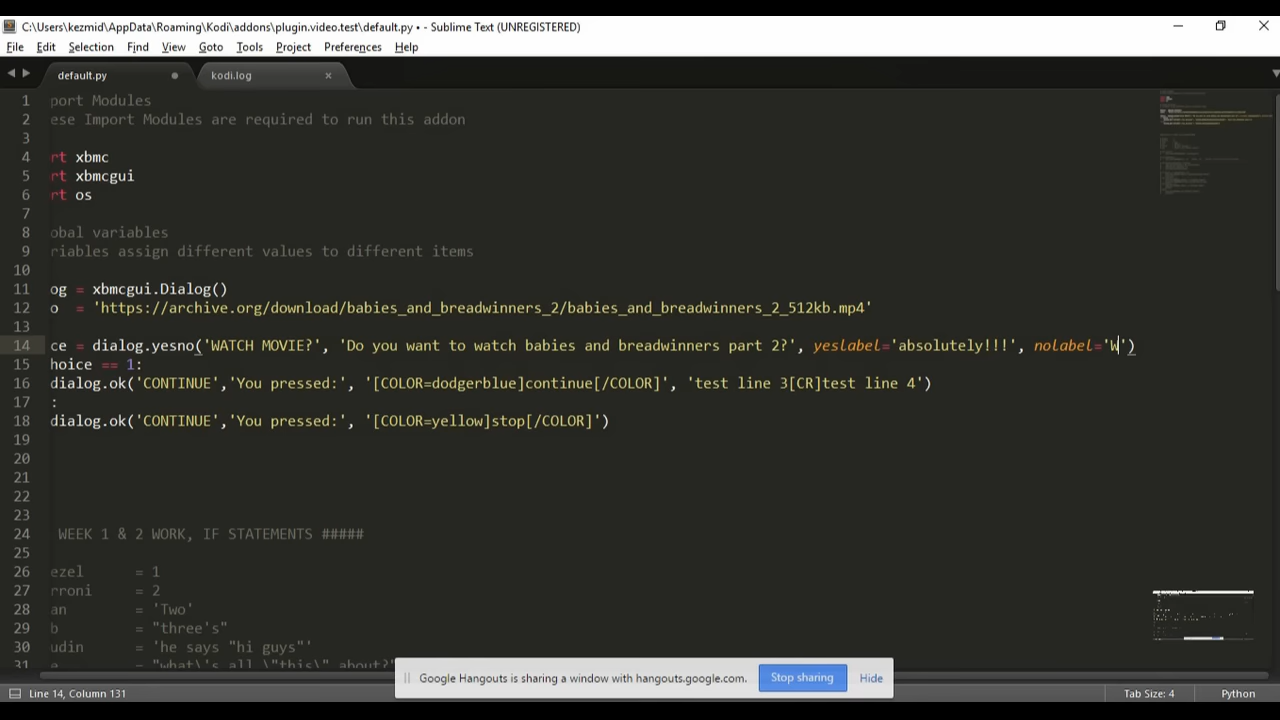 C:\Users\kezmid\AppData\Roaming\Kodi\addons\plugin.video.test\default.py • - Sublime Text (UNREGISTERED)
File Edit Selection Find View Goto Tools Project Preferences Help
default.py kodi.log
1 port Modules
2 ese Import Modules are required to run this addon
3
4 rt xbmc
5 rt xbmcgui
6 rt os
7
8 obal variables
9 riables assign different values to different items
10
11 og = xbmcgui.Dialog()
12 o = 'https://archive.org/download/babies_and_breadwinners_2/babies_and_breadwinners_2_512kb.mp4'
13
14 ce = dialog.yesno('WATCH MOVIE?', 'Do you want to watch babies and breadwinners part 2?', yeslabel='absolutely!!!', nolabel='W')
15 hoice == 1:
16 dialog.ok('CONTINUE','You pressed:', '[COLOR=dodgerblue]continue[/COLOR]', 'test line 3[CR]test line 4')
17 :
18 dialog.ok('CONTINUE','You pressed:', '[COLOR=yellow]stop[/COLOR]')
19
20
21
22
23
24 WEEK 1 & 2 WORK, IF STATEMENTS #####
25
26 ezel = 1
27 rroni = 2
28 an = 'Two'
29 b = "three's"
30 udin = 'he says "hi guys"'
31 e = "what\'s all \"this\" about?"
Google Hangouts is sharing a window with hangouts.google.com. Stop sharing Hide
Line 14, Column 131 Tab Size: 4 Python